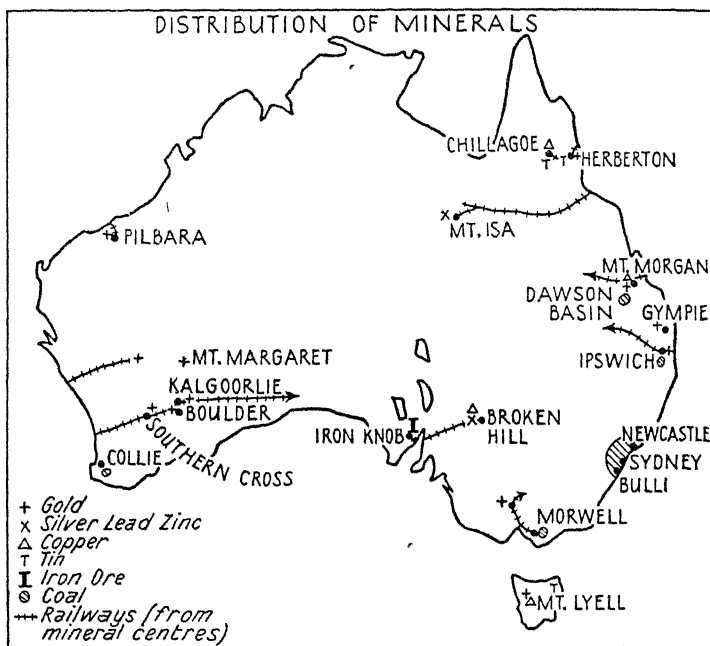 DISTRIBUTION OF MINERALS
CHILLAGOE
HERBERTON
MT. ISA
PILBARA
MT. MORGAN
DAWSON
BASIN
GYMPIE
IPSWICH
MT. MARGARET
KALGOORLIE
BOULDER
SOUTHERN CROSS
COLLIE
IRON KNOB
BROKEN
HILL
NEWCASTLE
SYDNEY
BULLI
MORWELL
MT. LYELL
+ Gold
x Silver Lead Zinc
△ Copper
T Tin
I Iron Ore
Coal
Railways (from
mineral centres)